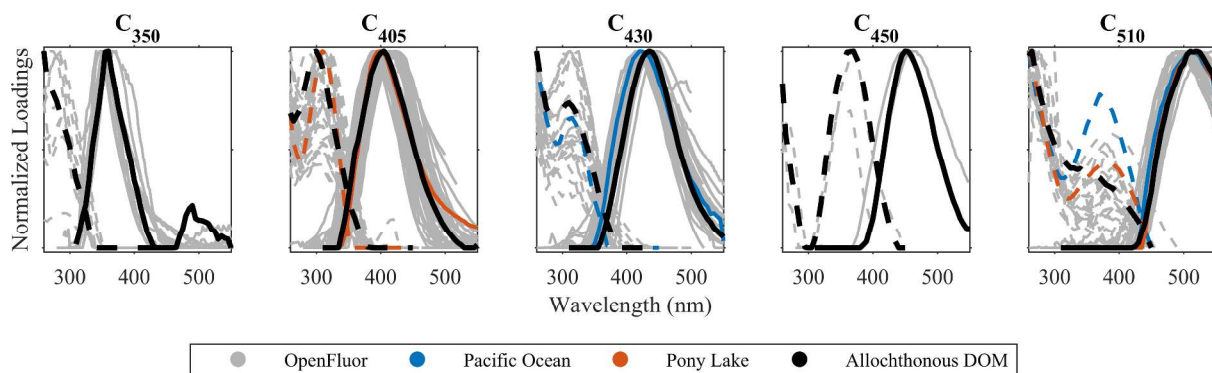 C350 C405 C430 C450 C510
Normalized Loadings
300 400 500 300 400 500 300 400 500 300 400 500 300 400 500
Wavelength (nm)
OpenFluor Pacific Ocean Pony Lake Allochthonous DOM